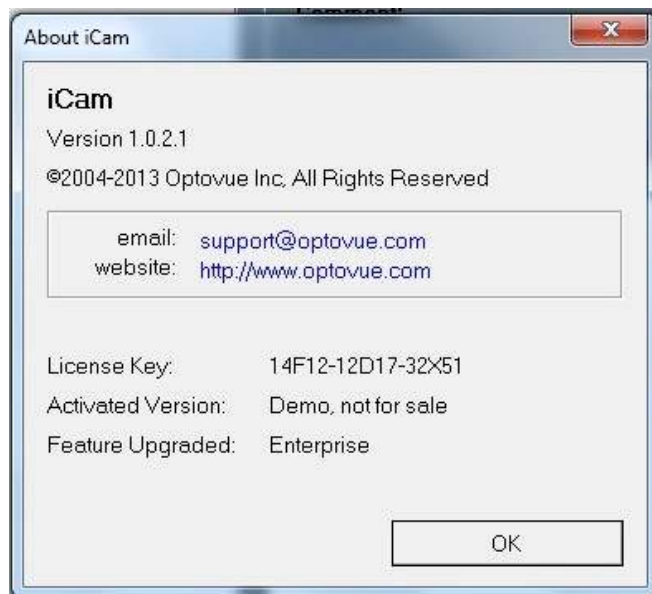 About iCam
iCam
Version 1.0.2.1
©2004-2013 Optovue Inc, All Rights Reserved
email: support@optovue.com
website: http://www.optovue.com
License Key: 14F12-12D17-32X51
Activated Version: Demo, not for sale
Feature Upgraded: Enterprise
OK